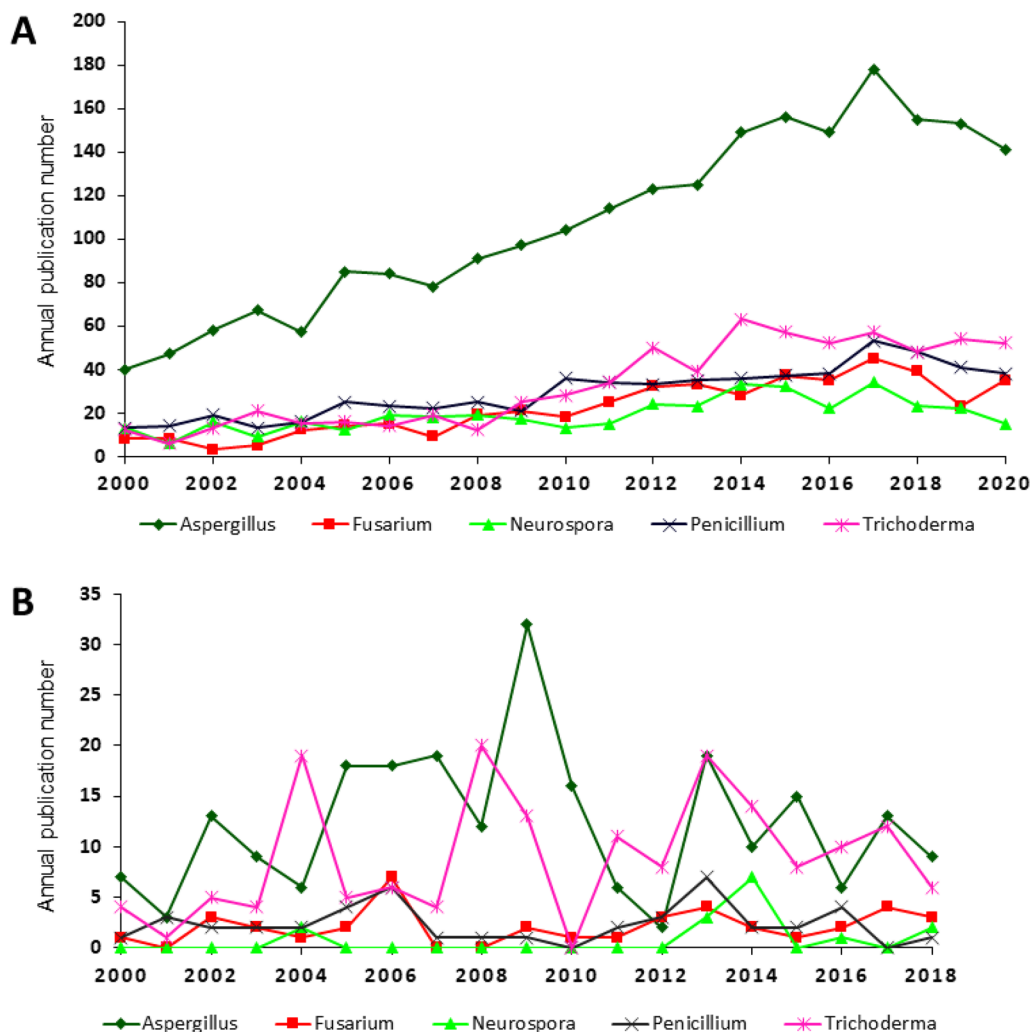 A
Annual publication number
200
180
160
140
120
100
80
60
40
20
0
2000 2002 2004 2006 2008 2010 2012 2014 2016 2018 2020
Aspergillus Fusarium Neurospora Penicillium Trichoderma
B
Annual publication number
35
30
25
20
15
10
5
0
2000 2002 2004 2006 2008 2010 2012 2014 2016 2018
Aspergillus Fusarium Neurospora Penicillium Trichoderma